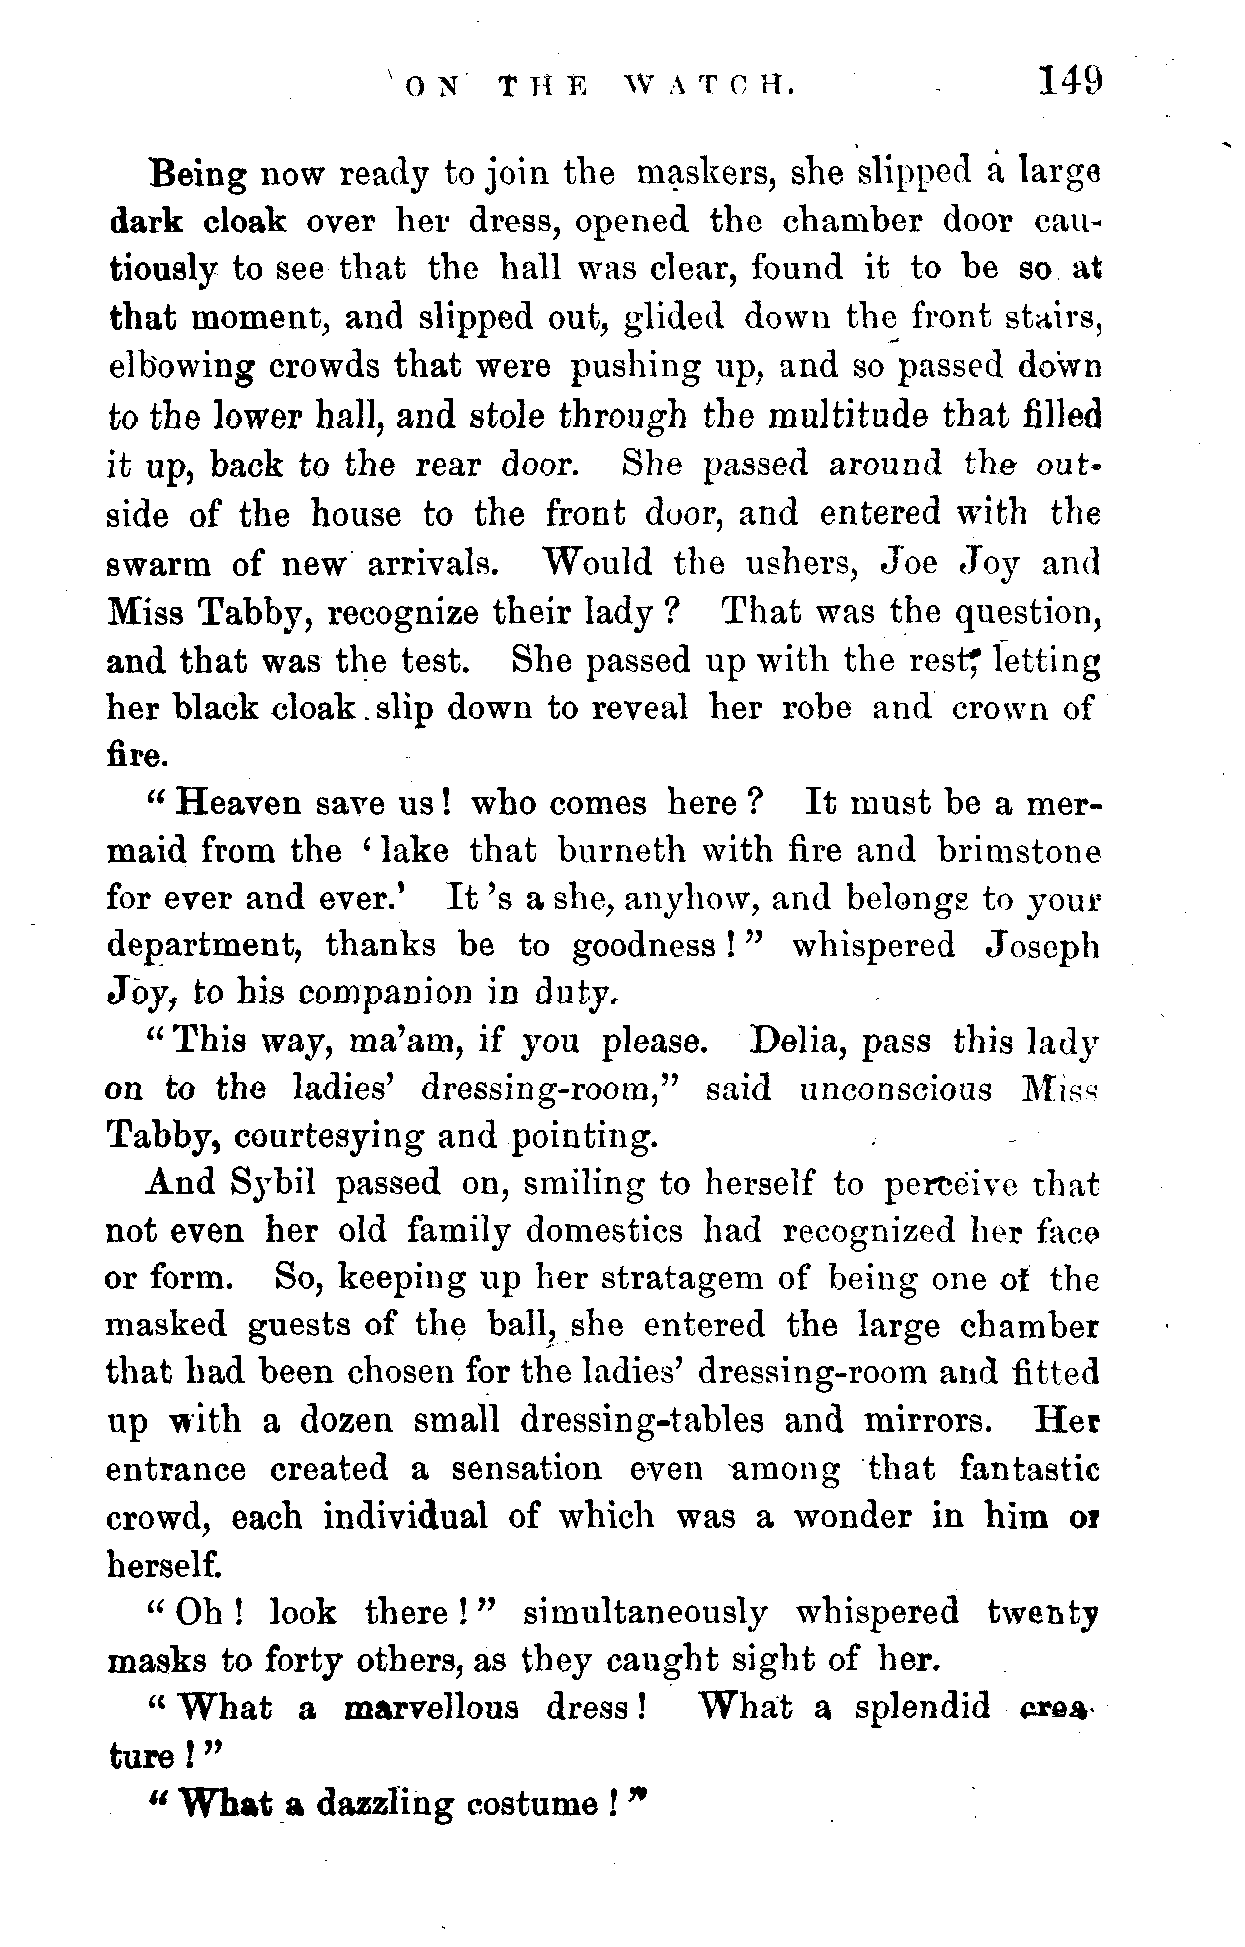 ON THE WATCH. 149
Being now ready to join the maskers, she slipped a large
dark cloak over her dress, opened the chamber door cau-
tiously to see that the hall was clear, found it to be so at
that moment, and slipped out, glided down the front stairs,
elbowing crowds that were pushing up, and so passed down
to the lower hall, and stole through the multitude that filled
it up, back to the rear door. She passed around the out-
side of the house to the front door, and entered with the
swarm of new arrivals. Would the ushers, Joe Joy and
Miss Tabby, recognize their lady? That was the question,
and that was the test. She passed up with the rest, letting
her black cloak slip down to reveal her robe and crown of
fire.
"Heaven save us! who comes here? It must be a mer-
maid from the 'lake that burneth with fire and brimstone
for ever and ever.' It 's a she, anyhow, and belongs to your
department, thanks be to goodness!" whispered Joseph
Joy, to his companion in duty.
"This way, ma'am, if you please. Delia, pass this lady
on to the ladies' dressing-room," said unconscious Miss
Tabby, courtesying and pointing.
And Sybil passed on, smiling to herself to perceive that
not even her old family domestics had recognized her face
or form. So, keeping up her stratagem of being one of the
masked guests of the ball, she entered the large chamber
that had been chosen for the ladies' dressing-room and fitted
up with a dozen small dressing-tables and mirrors. Her
entrance created a sensation even among that fantastic
crowd, each individual of which was a wonder in him or
herself.
"Oh! look there!" simultaneously whispered twenty
masks to forty others, as they caught sight of her.
"What a marvellous dress! What a splendid crea-
ture!"
"What a dazzling costume!"